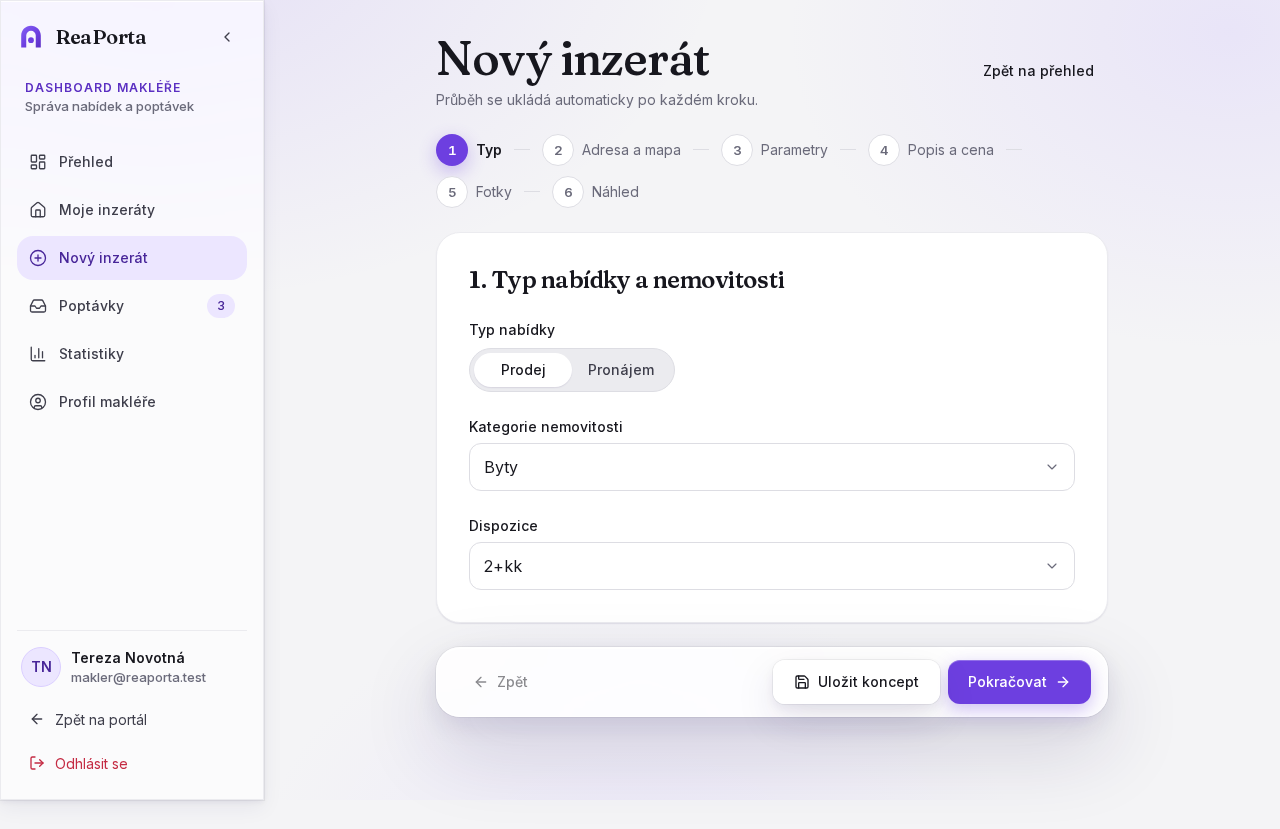 ReaPorta
DASHBOARD MAKLÉŘE
Správa nabídek a poptávek
Přehled
Moje inzeráty
Nový inzerát
Poptávky 3
Statistiky
Profil makléře
TN
Tereza Novotná
makler@reaporta.test
Zpět na portál
Odhlásit se
Nový inzerát
Průběh se ukládá automaticky po každém kroku.
Zpět na přehled
1 Typ 2 Adresa a mapa 3 Parametry 4 Popis a cena
5 Fotky 6 Náhled
1. Typ nabídky a nemovitosti
Typ nabídky
Prodej Pronájem
Kategorie nemovitosti
Byty
Dispozice
2+kk
Zpět Uložit koncept Pokračovat